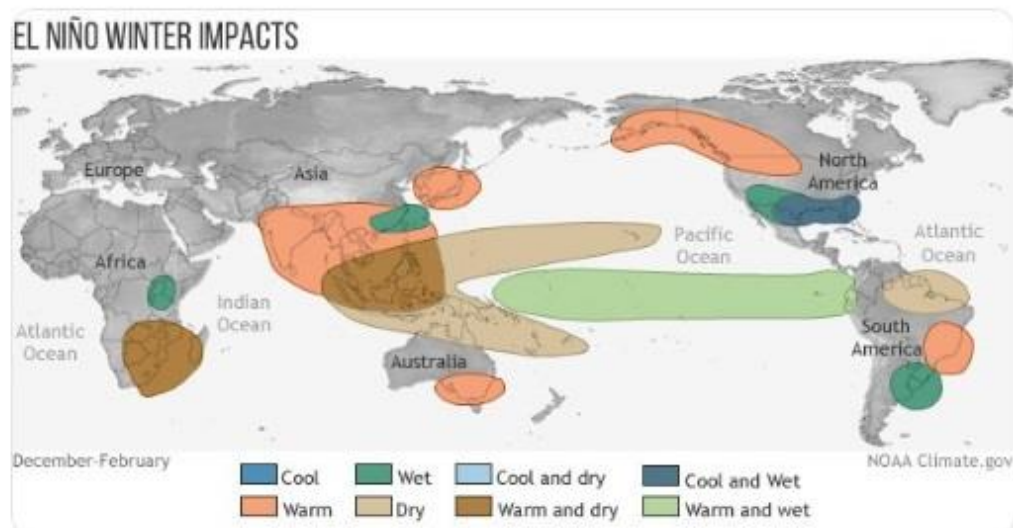 EL NIÑO WINTER IMPACTS
Europe
Asia
North
America
Africa
Pacific
Ocean
Atlantic
Ocean
Indian
Ocean
Atlantic
Ocean
Australia
South
America
December-February
NOAA Climate.gov
Cool
Wet
Cool and dry
Cool and Wet
Warm
Dry
Warm and dry
Warm and wet